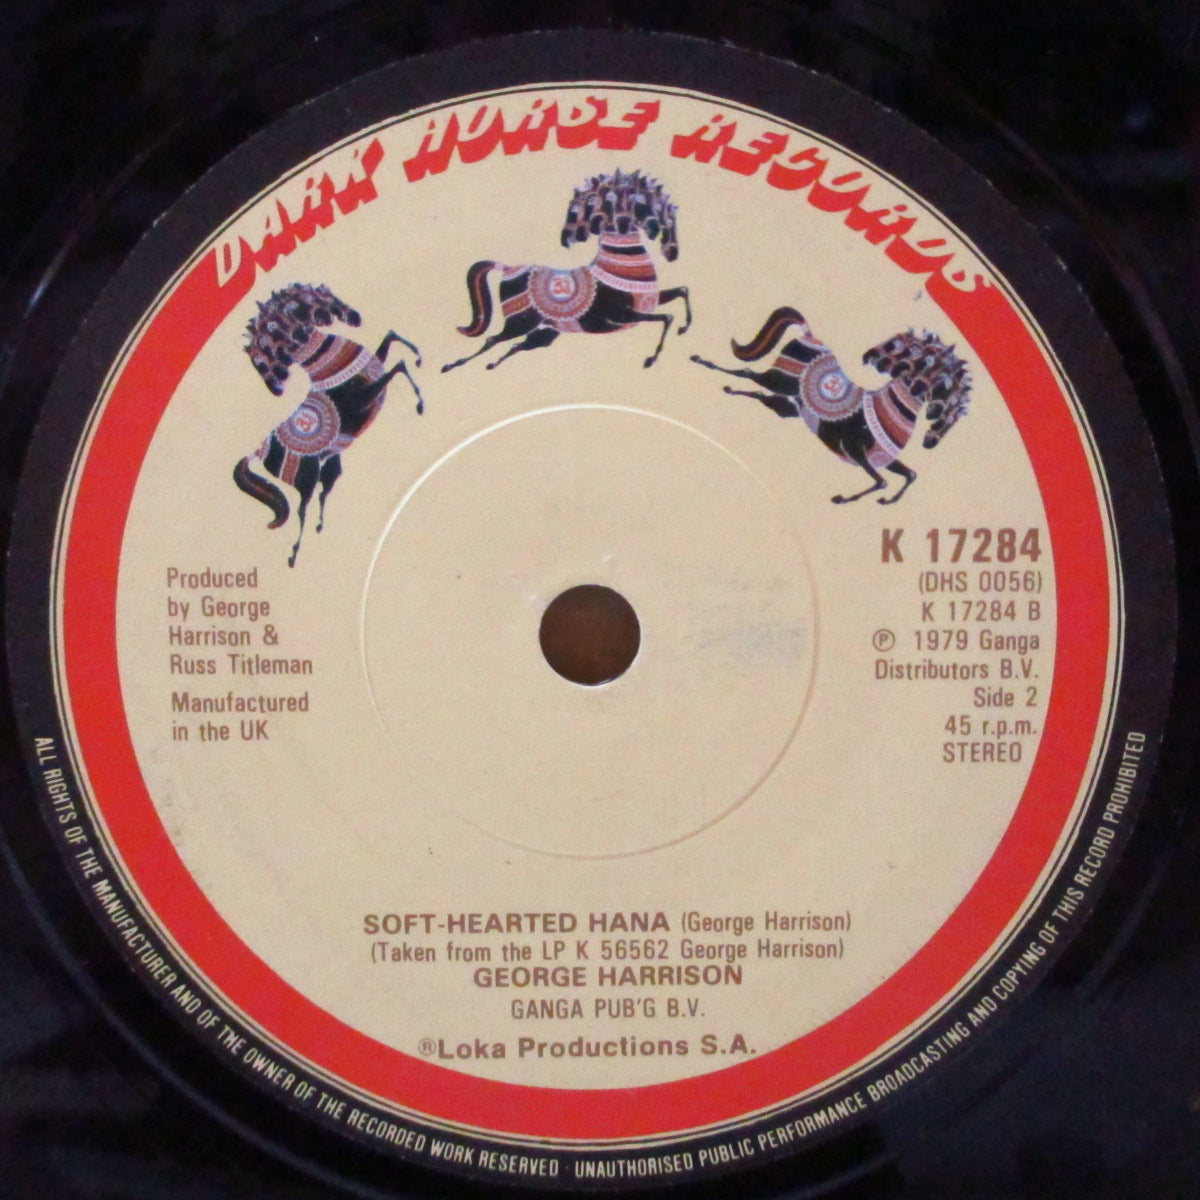 DARK HORSE RECORDS
K 17284
(DHS 0056)
K 17284 B
℗ 1979 Ganga
Distributors B.V.
Side 2
45 r.p.m.
STEREO
Produced
by George
Harrison &
Russ Titleman
Manufactured
in the UK
SOFT-HEARTED HANA (George Harrison)
(Taken from the LP K 56562 George Harrison)
GEORGE HARRISON
GANGA PUB'G B.V.
®Loka Productions S.A.
ALL RIGHTS OF THE MANUFACTURER AND OF THE OWNER OF THE RECORDED WORK RESERVED · UNAUTHORISED PUBLIC PERFORMANCE BROADCASTING AND COPYING OF THIS RECORD PROHIBITED